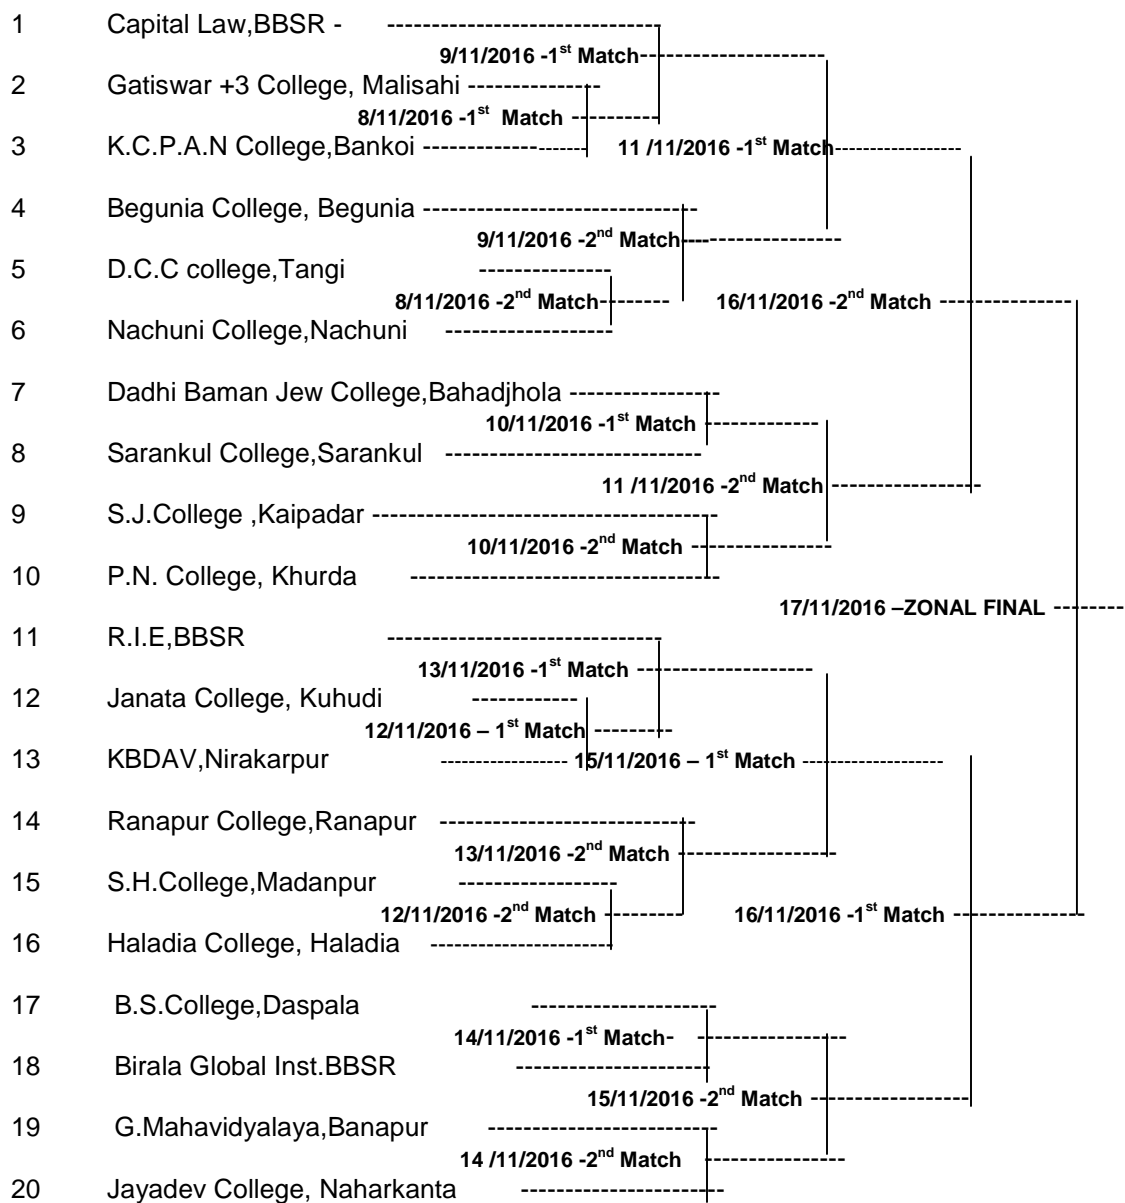 1 Capital Law,BBSR -
9/11/2016 -1st Match
2 Gatiswar +3 College, Malisahi
8/11/2016 -1st Match
3 K.C.P.A.N College,Bankoi
11 /11/2016 -1st Match
4 Begunia College, Begunia
9/11/2016 -2nd Match
5 D.C.C college,Tangi
8/11/2016 -2nd Match
16/11/2016 -2nd Match
6 Nachuni College,Nachuni
7 Dadhi Baman Jew College,Bahadjhola
10/11/2016 -1st Match
8 Sarankul College,Sarankul
11 /11/2016 -2nd Match
9 S.J.College ,Kaipadar
10/11/2016 -2nd Match
10 P.N. College, Khurda
17/11/2016 –ZONAL FINAL
11 R.I.E,BBSR
13/11/2016 -1st Match
12 Janata College, Kuhudi
12/11/2016 – 1st Match
13 KBDAV,Nirakarpur
15/11/2016 – 1st Match
14 Ranapur College,Ranapur
13/11/2016 -2nd Match
15 S.H.College,Madanpur
12/11/2016 -2nd Match
16/11/2016 -1st Match
16 Haladia College, Haladia
17 B.S.College,Daspala
14/11/2016 -1st Match-
18 Birala Global Inst.BBSR
15/11/2016 -2nd Match
19 G.Mahavidyalaya,Banapur
14 /11/2016 -2nd Match
20 Jayadev College, Naharkanta